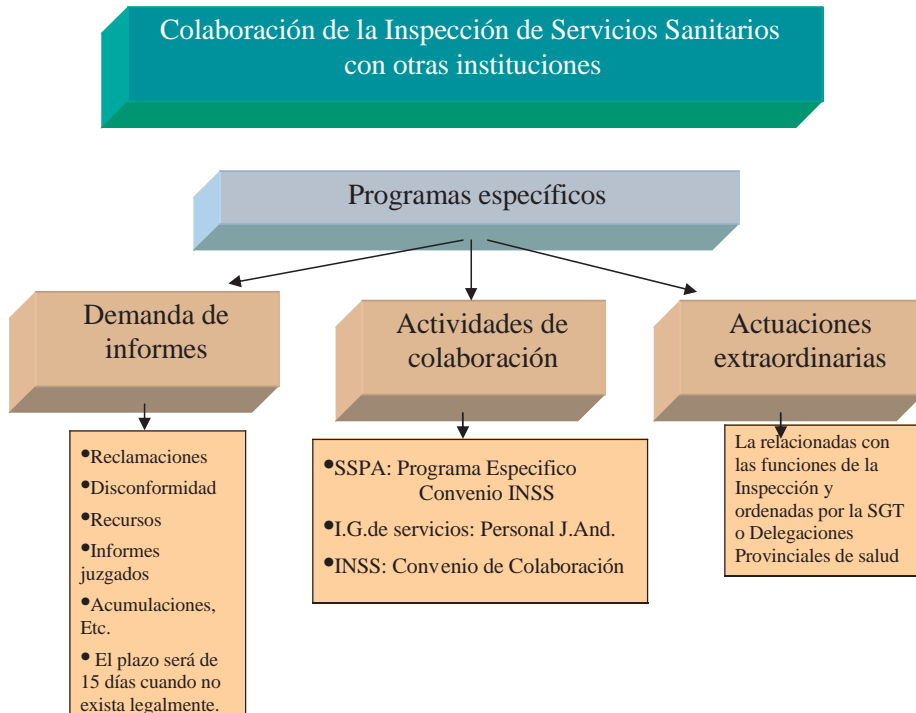 Colaboración de la Inspección de Servicios Sanitarios
con otras instituciones
Programas específicos
Demanda de
informes
Actividades de
colaboración
Actuaciones
extraordinarias
•Reclamaciones
•Disconformidad
•Recursos
•Informes
juzgados
•Acumulaciones,
Etc.
• El plazo será de
15 días cuando no
exista legalmente.
•SSPA: Programa Especifico
Convenio INSS
•I.G.de servicios: Personal J.And.
•INSS: Convenio de Colaboración
La relacionadas con
las funciones de la
Inspección y
ordenadas por la SGT
o Delegaciones
Provinciales de salud